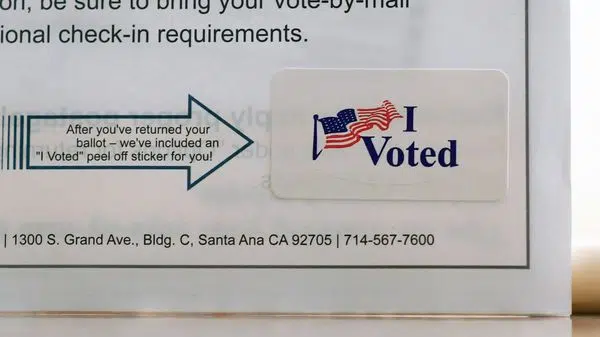 on, be sure to bring your vote-by-mail
ional check-in requirements.
After you've returned your
ballot – we've included an
"I Voted" peel off sticker for you!
I
Voted
| 1300 S. Grand Ave., Bldg. C, Santa Ana CA 92705 | 714-567-7600